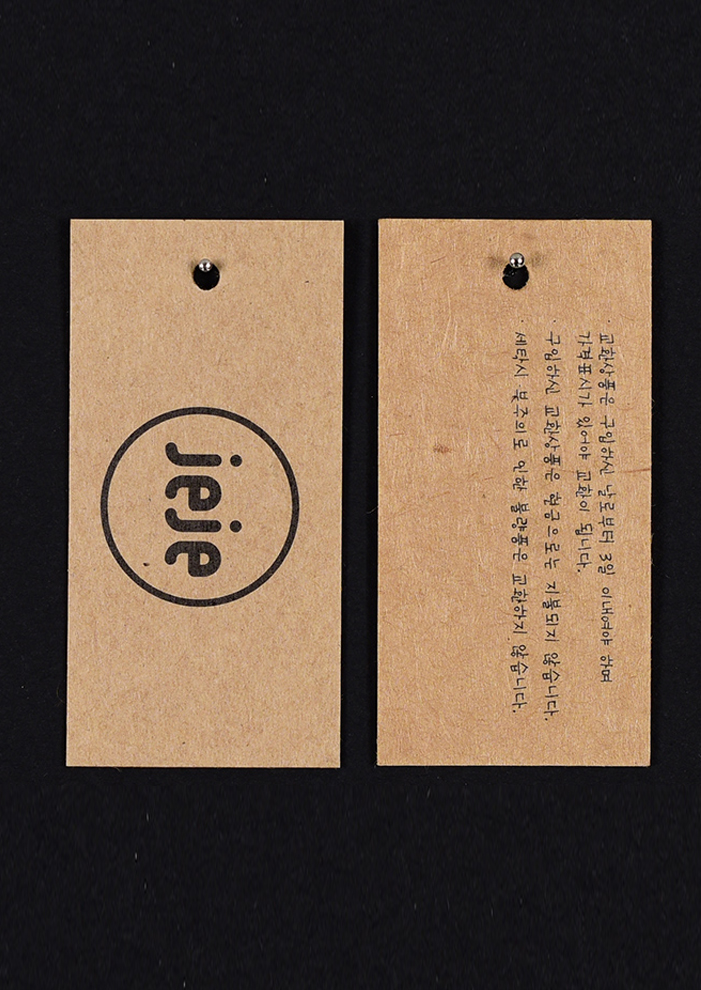 jeje
· 교환상품은 구입하신 날로부터 3일 이내여야 하며
가격표시가 있어야 교환이 됩니다.
· 구입하신 교환상품은 현금으로는 지불되지 않습니다.
· 세탁시 부주의로 인한 불량품은 교환하지 않습니다.